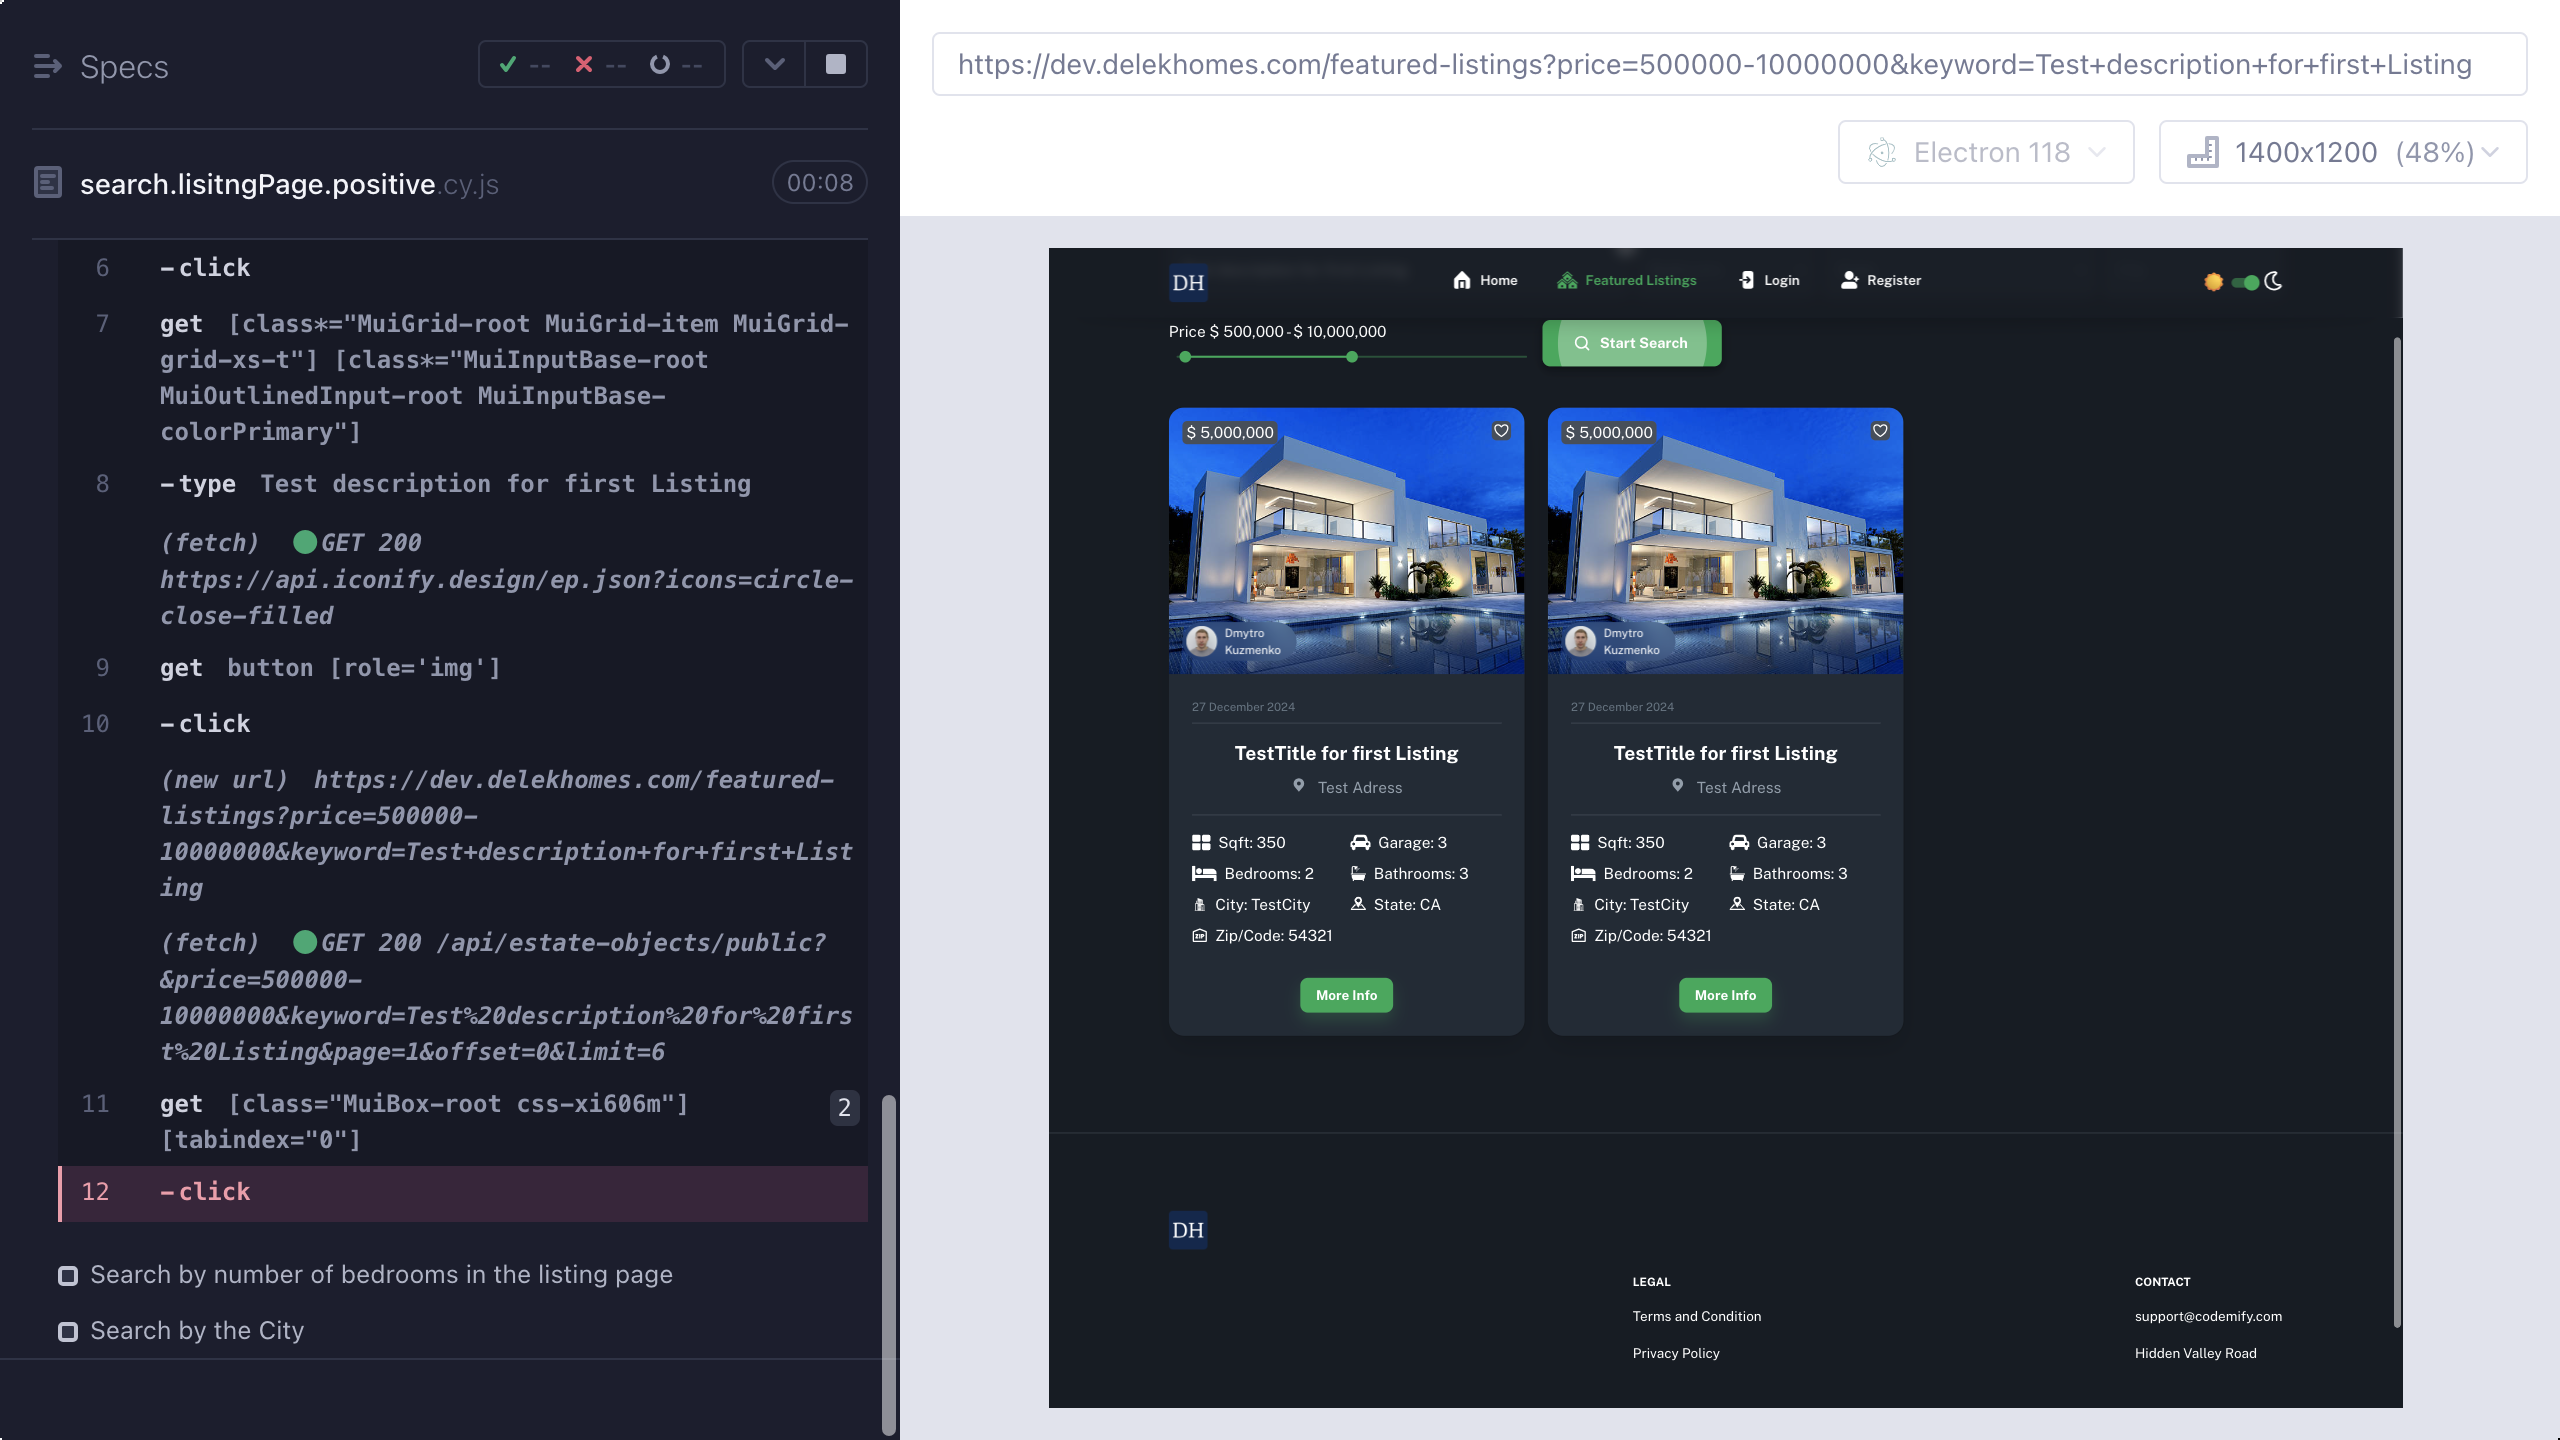 Specs
-- -- --
search.lisitngPage.positive.cy.js
00:08
6 -click
7 get [class*="MuiGrid-root MuiGrid-item MuiGrid-
grid-xs-t"] [class*="MuiInputBase-root
MuiOutlinedInput-root MuiInputBase-
colorPrimary"]
8 -type Test description for first Listing
(fetch) GET 200
https://api.iconify.design/ep.json?icons=circle-
close-filled
9 get button [role='img']
10 -click
(new url) https://dev.delekhomes.com/featured-
listings?price=500000-
10000000&keyword=Test+description+for+first+List
ing
(fetch) GET 200 /api/estate-objects/public?
&price=500000-
10000000&keyword=Test%20description%20for%20firs
t%20Listing&page=1&offset=0&limit=6
11 get [class="MuiBox-root css-xi606m"] 2
[tabindex="0"]
12 -click
Search by number of bedrooms in the listing page
Search by the City
https://dev.delekhomes.com/featured-listings?price=500000-10000000&keyword=Test+description+for+first+Listing
Electron 118
1400x1200 (48%)
DH
Home
Featured Listings
Login
Register
Price $ 500,000 - $ 10,000,000
Start Search
$ 5,000,000
Dmytro
Kuzmenko
27 December 2024
TestTitle for first Listing
Test Adress
Sqft: 350 Garage: 3
Bedrooms: 2 Bathrooms: 3
City: TestCity State: CA
Zip/Code: 54321
More Info
$ 5,000,000
Dmytro
Kuzmenko
27 December 2024
TestTitle for first Listing
Test Adress
Sqft: 350 Garage: 3
Bedrooms: 2 Bathrooms: 3
City: TestCity State: CA
Zip/Code: 54321
More Info
DH
LEGAL
Terms and Condition
Privacy Policy
CONTACT
support@codemify.com
Hidden Valley Road